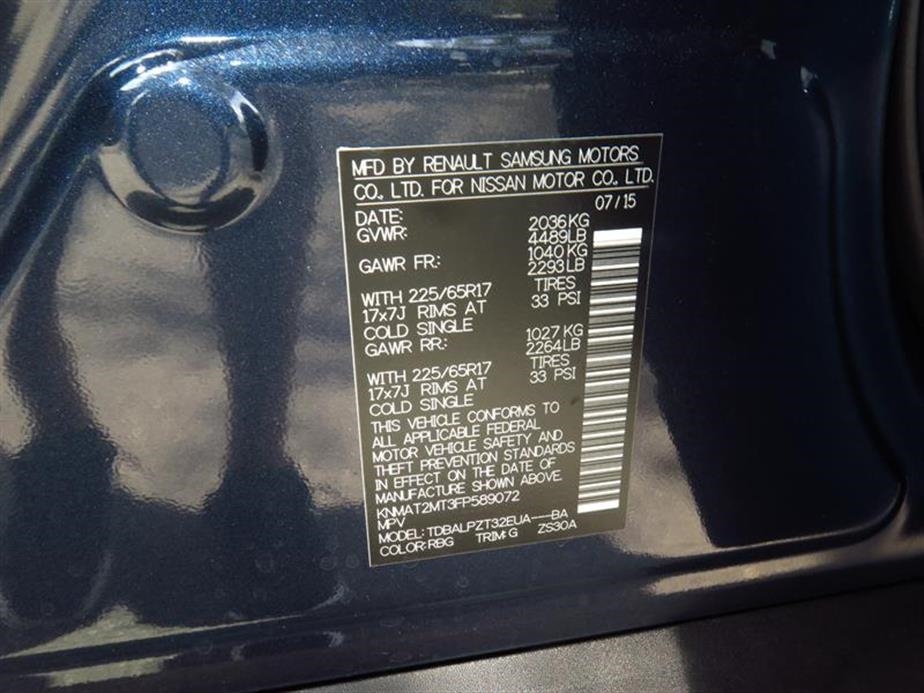 MFD BY RENAULT SAMSUNG MOTORS
CO., LTD. FOR NISSAN MOTOR CO., LTD.
07/15
DATE:
GVWR: 2036KG
4489LB
GAWR FR: 1040KG
2293LB
WITH 225/65R17 TIRES
17x7J RIMS AT 33 PSI
COLD SINGLE
GAWR RR: 1027 KG
2264LB
WITH 225/65R17 TIRES
17x7J RIMS AT 33 PSI
COLD SINGLE
THIS VEHICLE CONFORMS TO
ALL APPLICABLE FEDERAL
MOTOR VEHICLE SAFETY AND
THEFT PREVENTION STANDARDS
IN EFFECT ON THE DATE OF
MANUFACTURE SHOWN ABOVE.
KNMAT2MT3FP589072
MPV
MODEL: TDBALPZT32EUA----BA
COLOR: RBG TRIM: G ZS30A